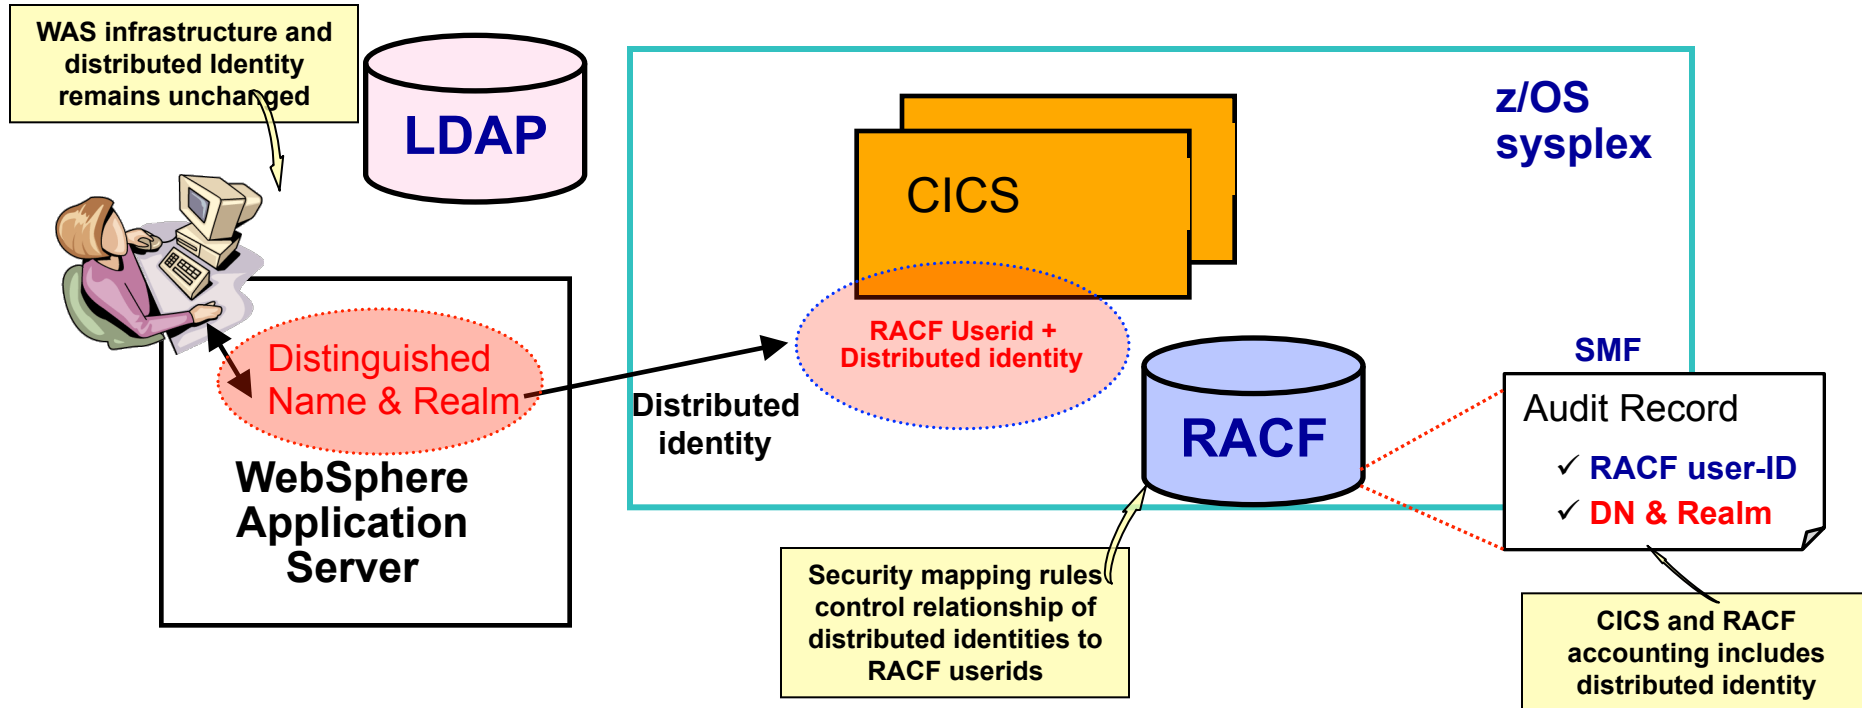 WAS infrastructure and
distributed Identity
remains unchanged
LDAP
z/OS
sysplex
CICS
Distinguished
Name & Realm
RACF Userid +
Distributed identity
Distributed
identity
WebSphere
Application
Server
RACF
SMF
Audit Record
✓ RACF user-ID
✓ DN & Realm
Security mapping rules
control relationship of
distributed identities to
RACF userids
CICS and RACF
accounting includes
distributed identity